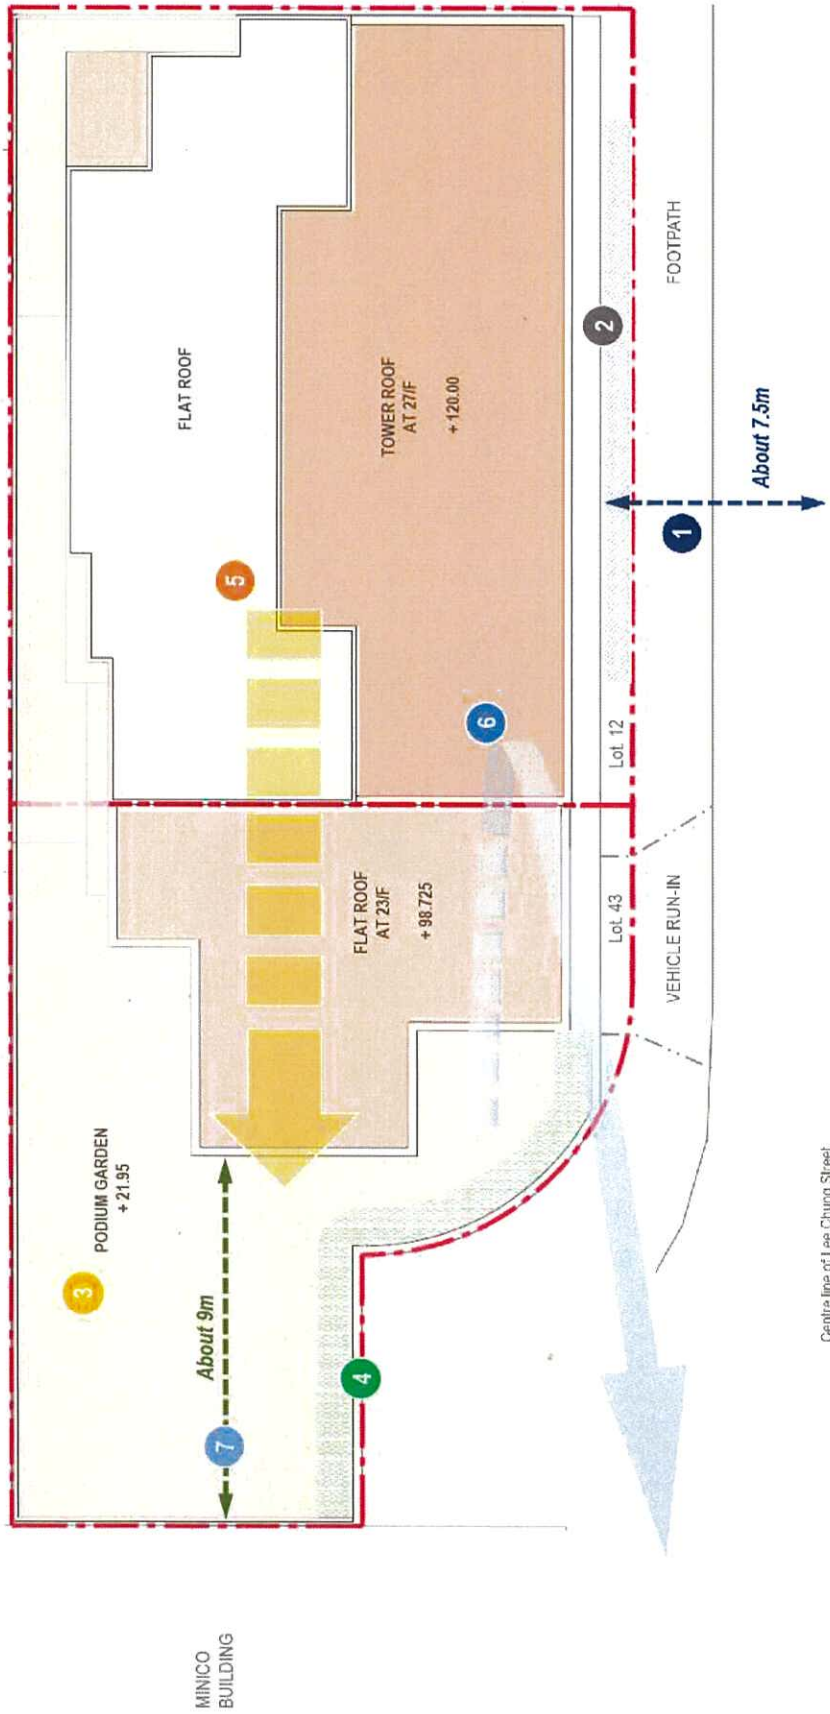 MINICO
BUILDING
3
PODIUM GARDEN
+ 21.95
7
About 9m
4
FLAT ROOF
5
FLAT ROOF
AT 23/F
+ 98.725
TOWER ROOF
AT 27/F
+ 120.00
6
2
Lot 43
Lot 12
VEHICLE RUN-IN
FOOTPATH
1
About 7.5m
Centre line of Lee Chung Street